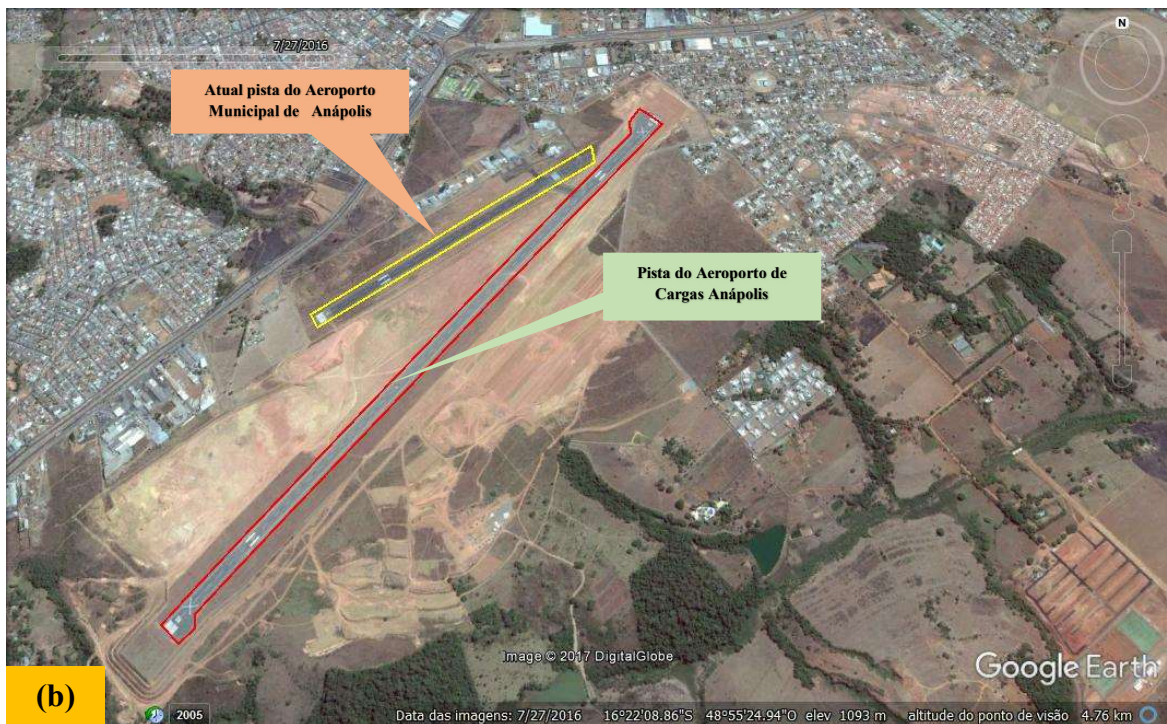 7/27/2016
N
Atual pista do Aeroporto
Municipal de Anápolis
Pista do Aeroporto de
Cargas Anápolis
Image © 2017 DigitalGlobe
Google Earth
(b)
2005
Data das imagens: 7/27/2016 16°22'08.86"S 48°55'24.94"O elev 1093 m altitude do ponto de visão 4.76 km